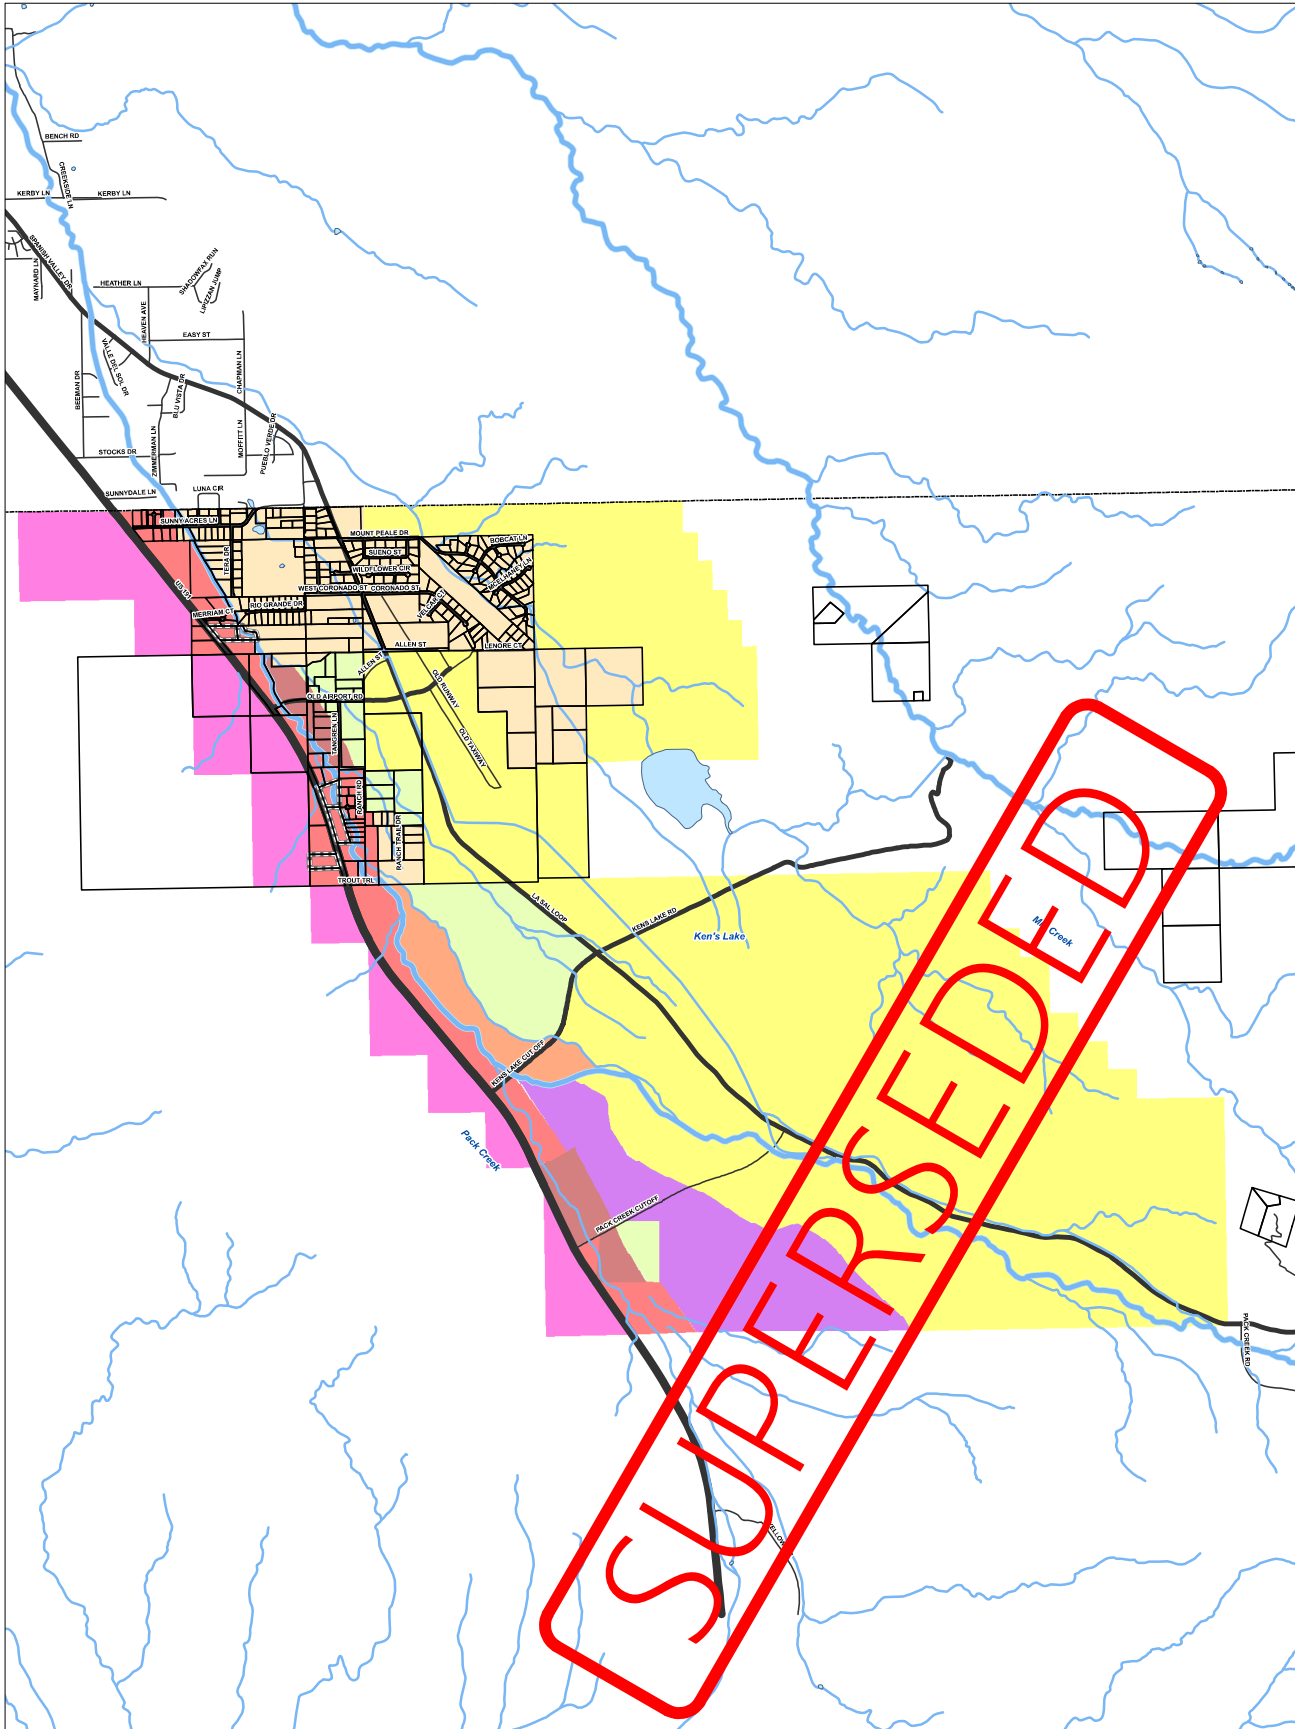 BENCH RD
CREEKSIDE LN
KERBY LN
KERBY LN
SPANISH VALLEY DR
MAYNARD LN
SHADOWFAX RUN
LIPIZZAN JUMP
HEATHER LN
HEAVEN AVE
EASY ST
VALLE DEL SOL DR
BEEMAN DR
BLU VISTA DR
CHAPMAN LN
MOFFITT LN
PUEBLO VERDE DR
ZIMMERMAN LN
STOCKS DR
SUNNYDALE LN
LUNA CIR
SUNNY ACRES LN
MOUNT PEALE DR
BOBCAT LN
SUENO ST
TERA DR
WILDFLOWER CIR
MCELHANEY LN
US 191
WEST CORONADO ST
CORONADO ST
RIO GRANDE DR
MERRIAM CT
VELCAR CT
ALLEN ST
LENORE CT
ALLEN ST
OLD AIRPORT RD
OLD RUNWAY
TANGREN LN
OLD TAXIWAY
RANCH RD
RANCH TRAIL DR
TROUT TRL
LA SAL LOOP
KENS LAKE RD
Ken's Lake
KENS LAKE CUT OFF
Pack Creek
PACK CREEK CUTOFF
PACK CREEK RD
SUPERSEDED